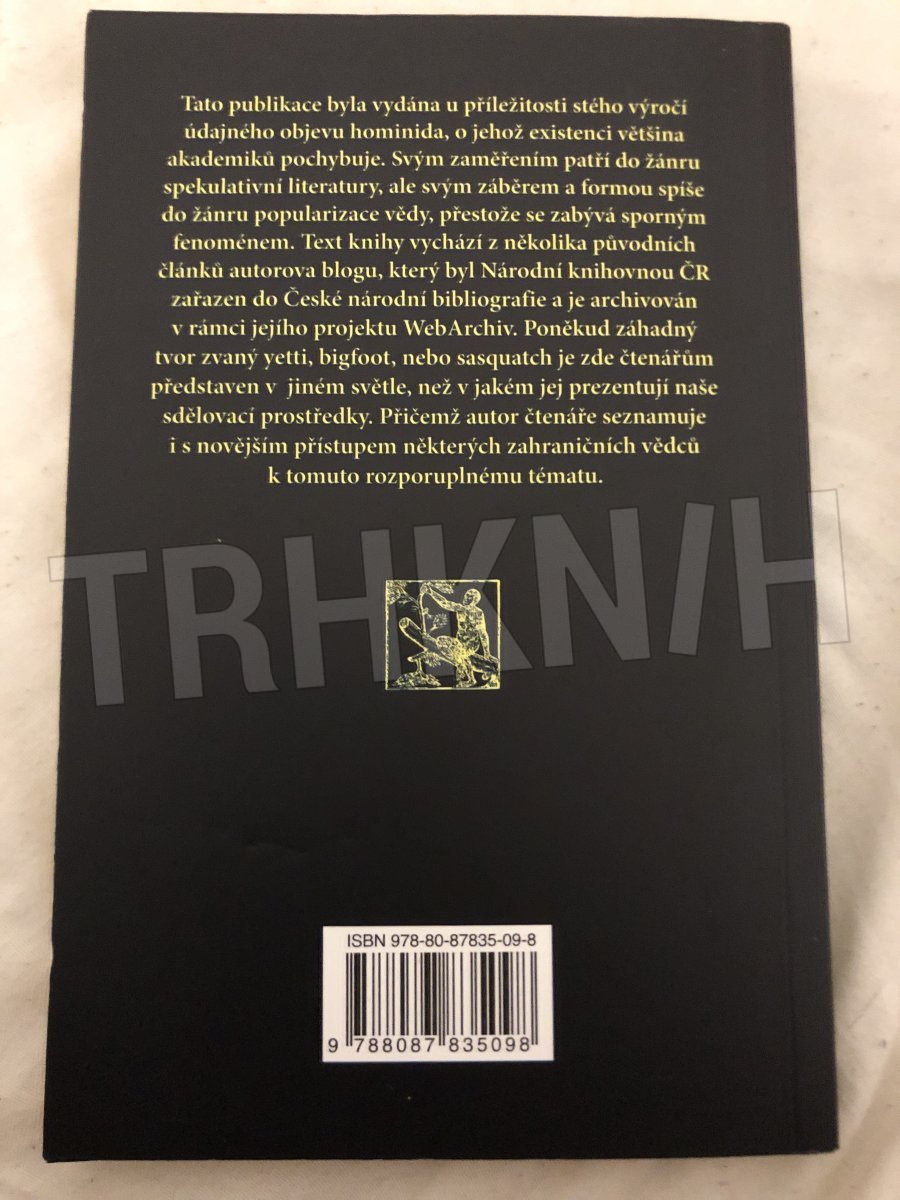 Tato publikace byla vydána u příležitosti stého výročí
údajného objevu hominida, o jehož existenci většina
akademiků pochybuje. Svým zaměřením patří do žánru
spekulativní literatury, ale svým záběrem a formou spíše
do žánru popularizace vědy, přestože se zabývá sporným
fenoménem. Text knihy vychází z několika původních
článků autorova blogu, který byl Národní knihovnou ČR
zařazen do České národní bibliografie a je archivován
v rámci jejího projektu WebArchiv. Poněkud záhadný
tvor zvaný yetti, bigfoot, nebo sasquatch je zde čtenářům
představen v jiném světle, než v jakém jej prezentují naše
sdělovací prostředky. Přičemž autor čtenáře seznamuje
i s novějším přístupem některých zahraničních vědců
k tomuto rozporuplnému tématu.
TRHKNIH
ISBN 978-80-87835-09-8
9 788087 835098